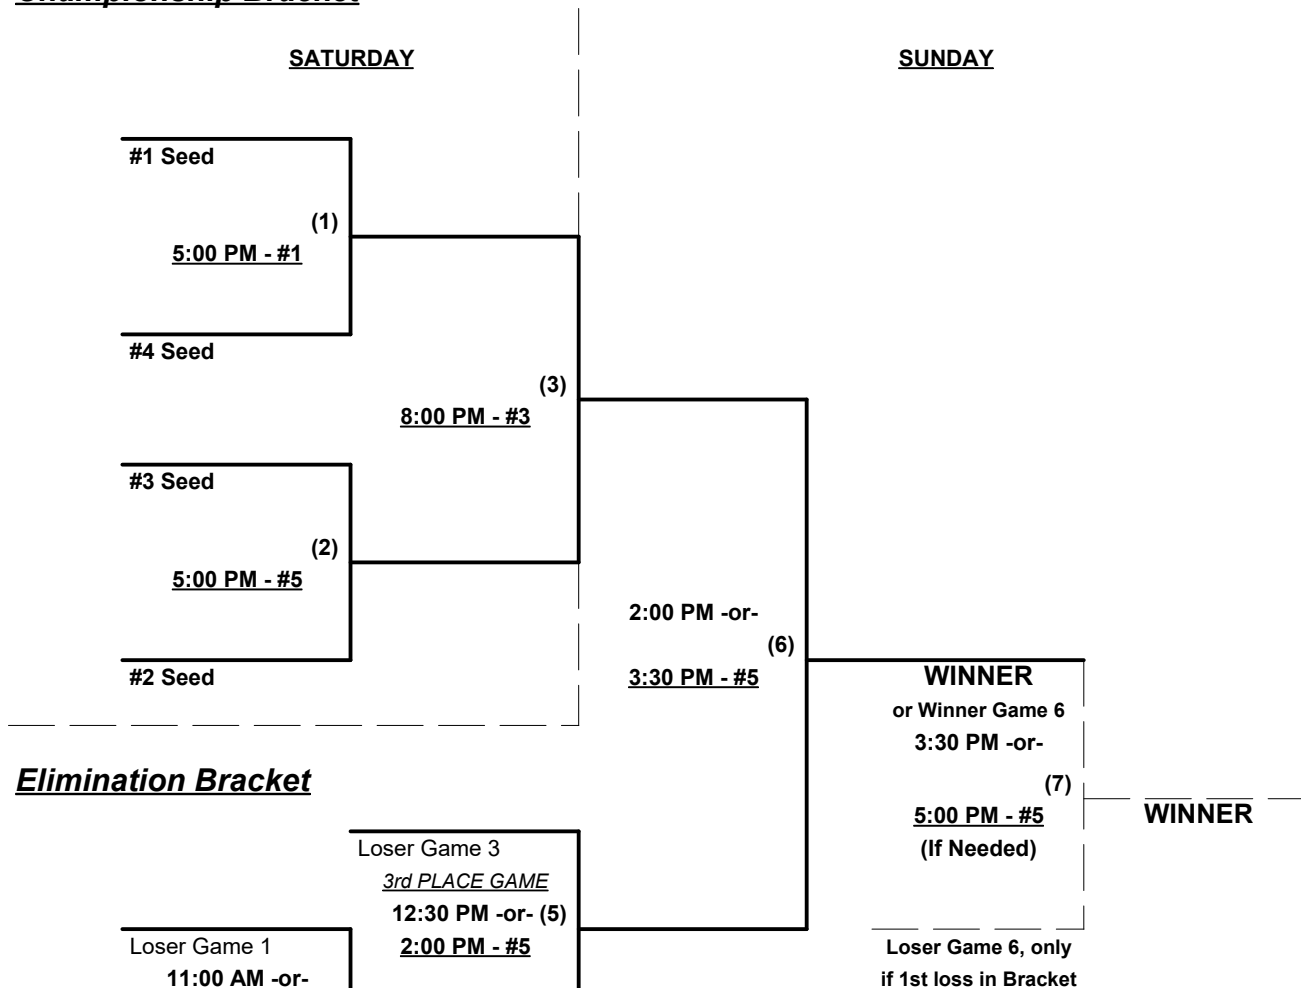 Championship Bracket
SATURDAY
SUNDAY
#1 Seed
(1)
5:00 PM - #1
#4 Seed
(3)
8:00 PM - #3
#3 Seed
(2)
5:00 PM - #5
#2 Seed
2:00 PM -or-
(6)
3:30 PM - #5
WINNER
or Winner Game 6
3:30 PM -or-
(7)
5:00 PM - #5
(If Needed)
WINNER
Elimination Bracket
Loser Game 3
3rd PLACE GAME
12:30 PM -or- (5)
2:00 PM - #5
Loser Game 1
11:00 AM -or-
Loser Game 6, only
if 1st loss in Bracket